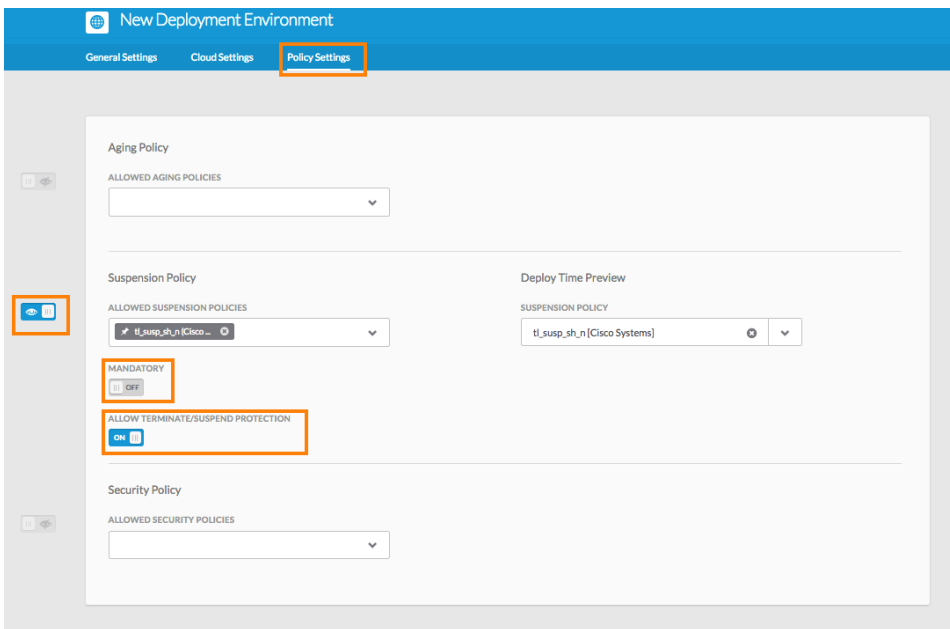 New Deployment Environment
General Settings Cloud Settings Policy Settings
Aging Policy
ALLOWED AGING POLICIES
Suspension Policy Deploy Time Preview
ALLOWED SUSPENSION POLICIES SUSPENSION POLICY
tl_susp_sh_n [Cisco ... tl_susp_sh_n [Cisco Systems]
MANDATORY
OFF
ALLOW TERMINATE/SUSPEND PROTECTION
ON
Security Policy
ALLOWED SECURITY POLICIES